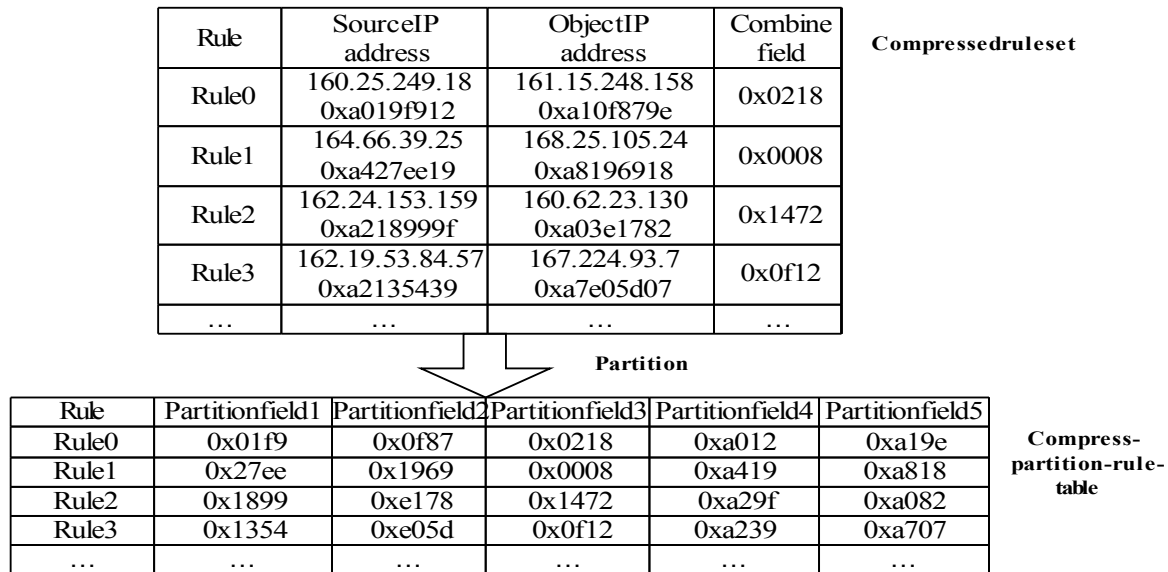 Rule SourceIP address ObjectIP address Combine field
Compressedruleset
Rule0 160.25.249.18 0xa019f912 161.15.248.158 0xa10f879e 0x0218
Rule1 164.66.39.25 0xa427ee19 168.25.105.24 0xa8196918 0x0008
Rule2 162.24.153.159 0xa218999f 160.62.23.130 0xa03e1782 0x1472
Rule3 162.19.53.84.57 0xa2135439 167.224.93.7 0xa7e05d07 0x0f12
… … … …
Partition
Rule Partitionfield1 Partitionfield2 Partitionfield3 Partitionfield4 Partitionfield5
Rule0 0x01f9 0x0f87 0x0218 0xa012 0xa19e
Rule1 0x27ee 0x1969 0x0008 0xa419 0xa818
Rule2 0x1899 0xe178 0x1472 0xa29f 0xa082
Rule3 0x1354 0xe05d 0x0f12 0xa239 0xa707
… … … … … …
Compress-
partition-rule-
table